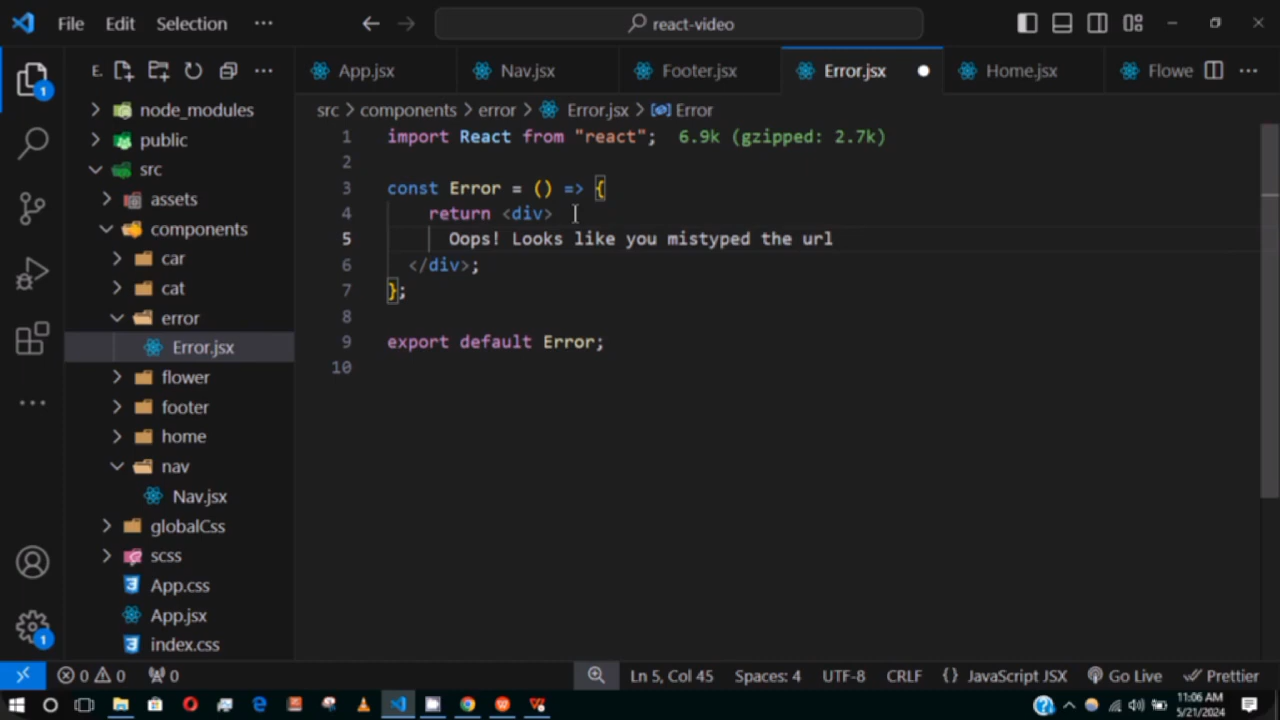 File Edit Selection ··· react-video
E. ···
App.jsx Nav.jsx Footer.jsx Error.jsx Home.jsx Flowe ···
src > components > error > Error.jsx > Error
node_modules
public
src
assets
components
car
cat
error
Error.jsx
flower
footer
home
nav
Nav.jsx
globalCss
scss
App.css
App.jsx
index.css
1
1
1 import React from "react"; 6.9k (gzipped: 2.7k)
2
3 const Error = () => {
4 return <div>
5 Oops! Looks like you mistyped the url
6 </div>;
7 };
8
9 export default Error;
10
0 0 0 Ln 5, Col 45 Spaces: 4 UTF-8 CRLF {} JavaScript JSX Go Live Prettier
11:06 AM
5/21/2024